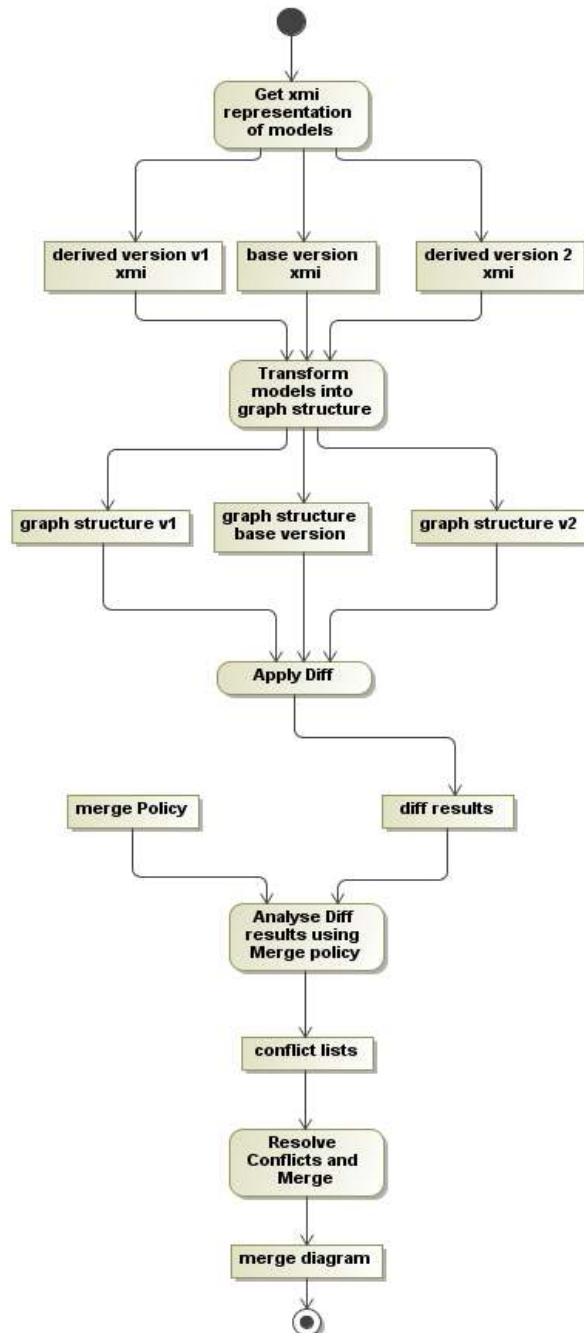 Get xmi
representation
of models
derived version v1
xmi
base version
xmi
derived version 2
xmi
Transform
models into
graph structure
graph structure v1
graph structure
base version
graph structure v2
Apply Diff
merge Policy
diff results
Analyse Diff
results using
Merge policy
conflict lists
Resolve
Conflicts and
Merge
merge diagram